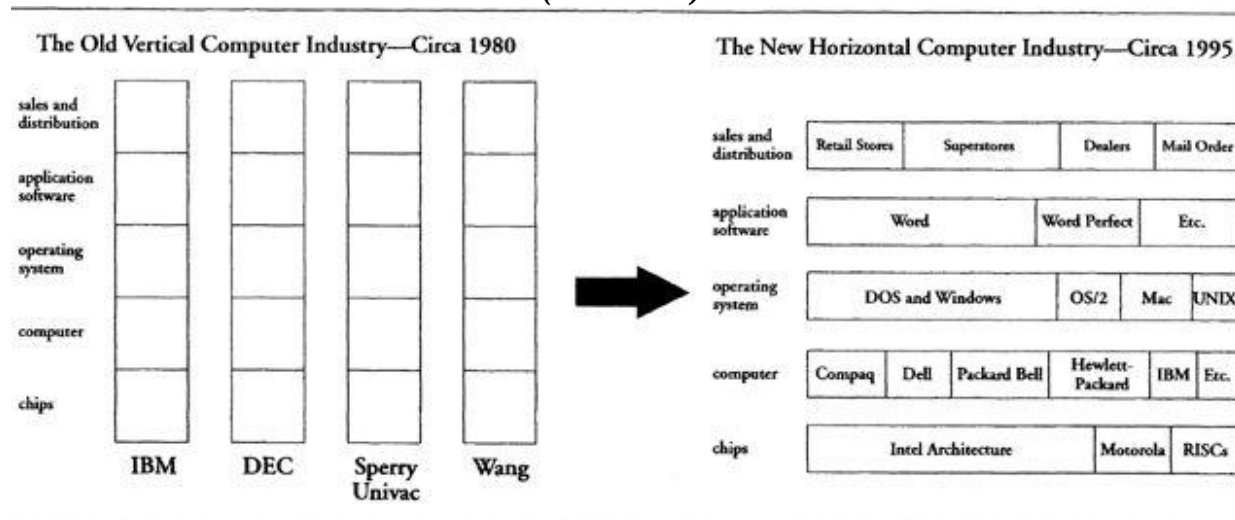 The Old Vertical Computer Industry—Circa 1980
sales and
distribution
application
software
operating
system
computer
chips
IBM
DEC
Sperry
Univac
Wang
The New Horizontal Computer Industry—Circa 1995
sales and
distribution
Retail Stores
Superstores
Dealers
Mail Order
application
software
Word
Word Perfect
Etc.
operating
system
DOS and Windows
OS/2
Mac
UNIX
computer
Compaq
Dell
Packard Bell
Hewlett-
Packard
IBM
Etc.
chips
Intel Architecture
Motorola
RISCs